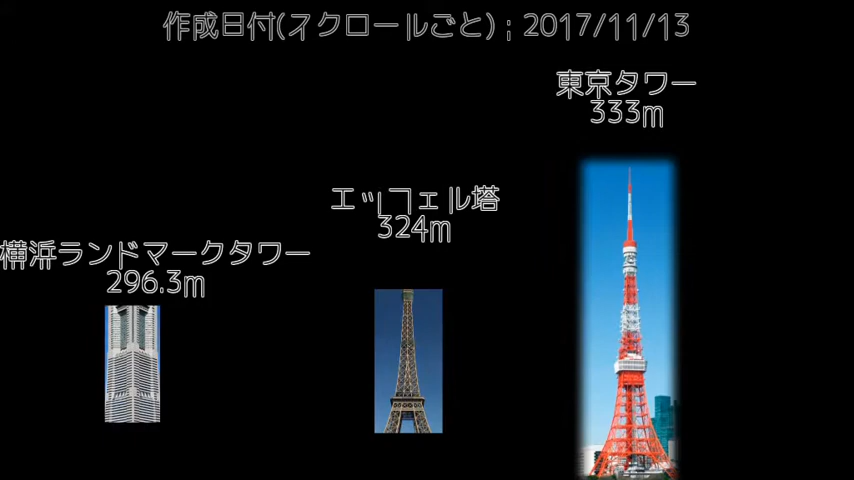 作成日付(スクロールごと) ; 2017/11/13
東京タワー
333m
エッフェル塔
324m
横浜ランドマークタワー
296.3m